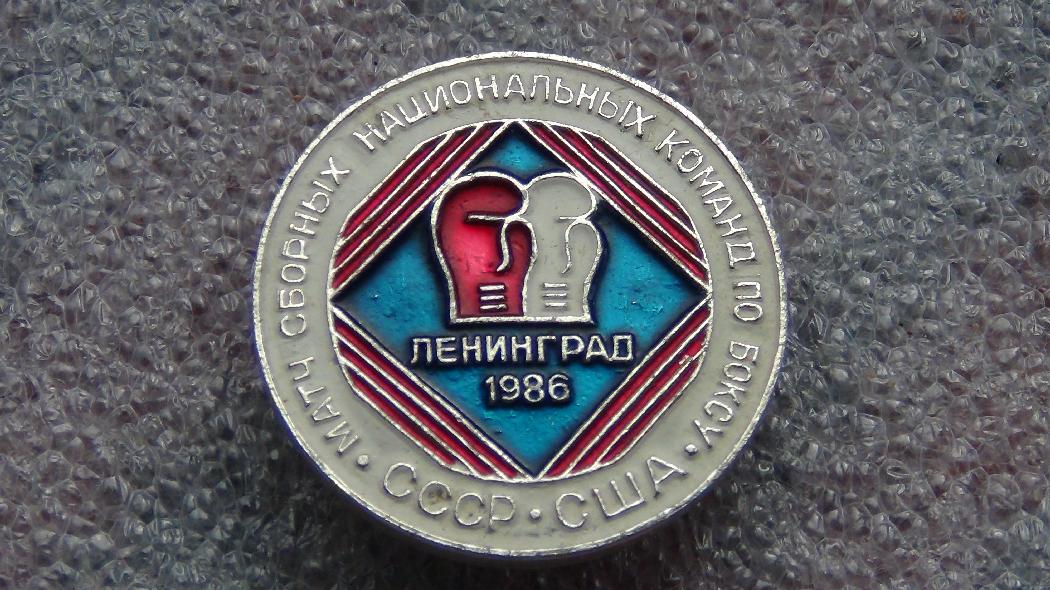 МАТЧ СБОРНЫХ НАЦИОНАЛЬНЫХ КОМАНД ПО БОКСУ
· СССР · США ·
ЛЕНИНГРАД
1986